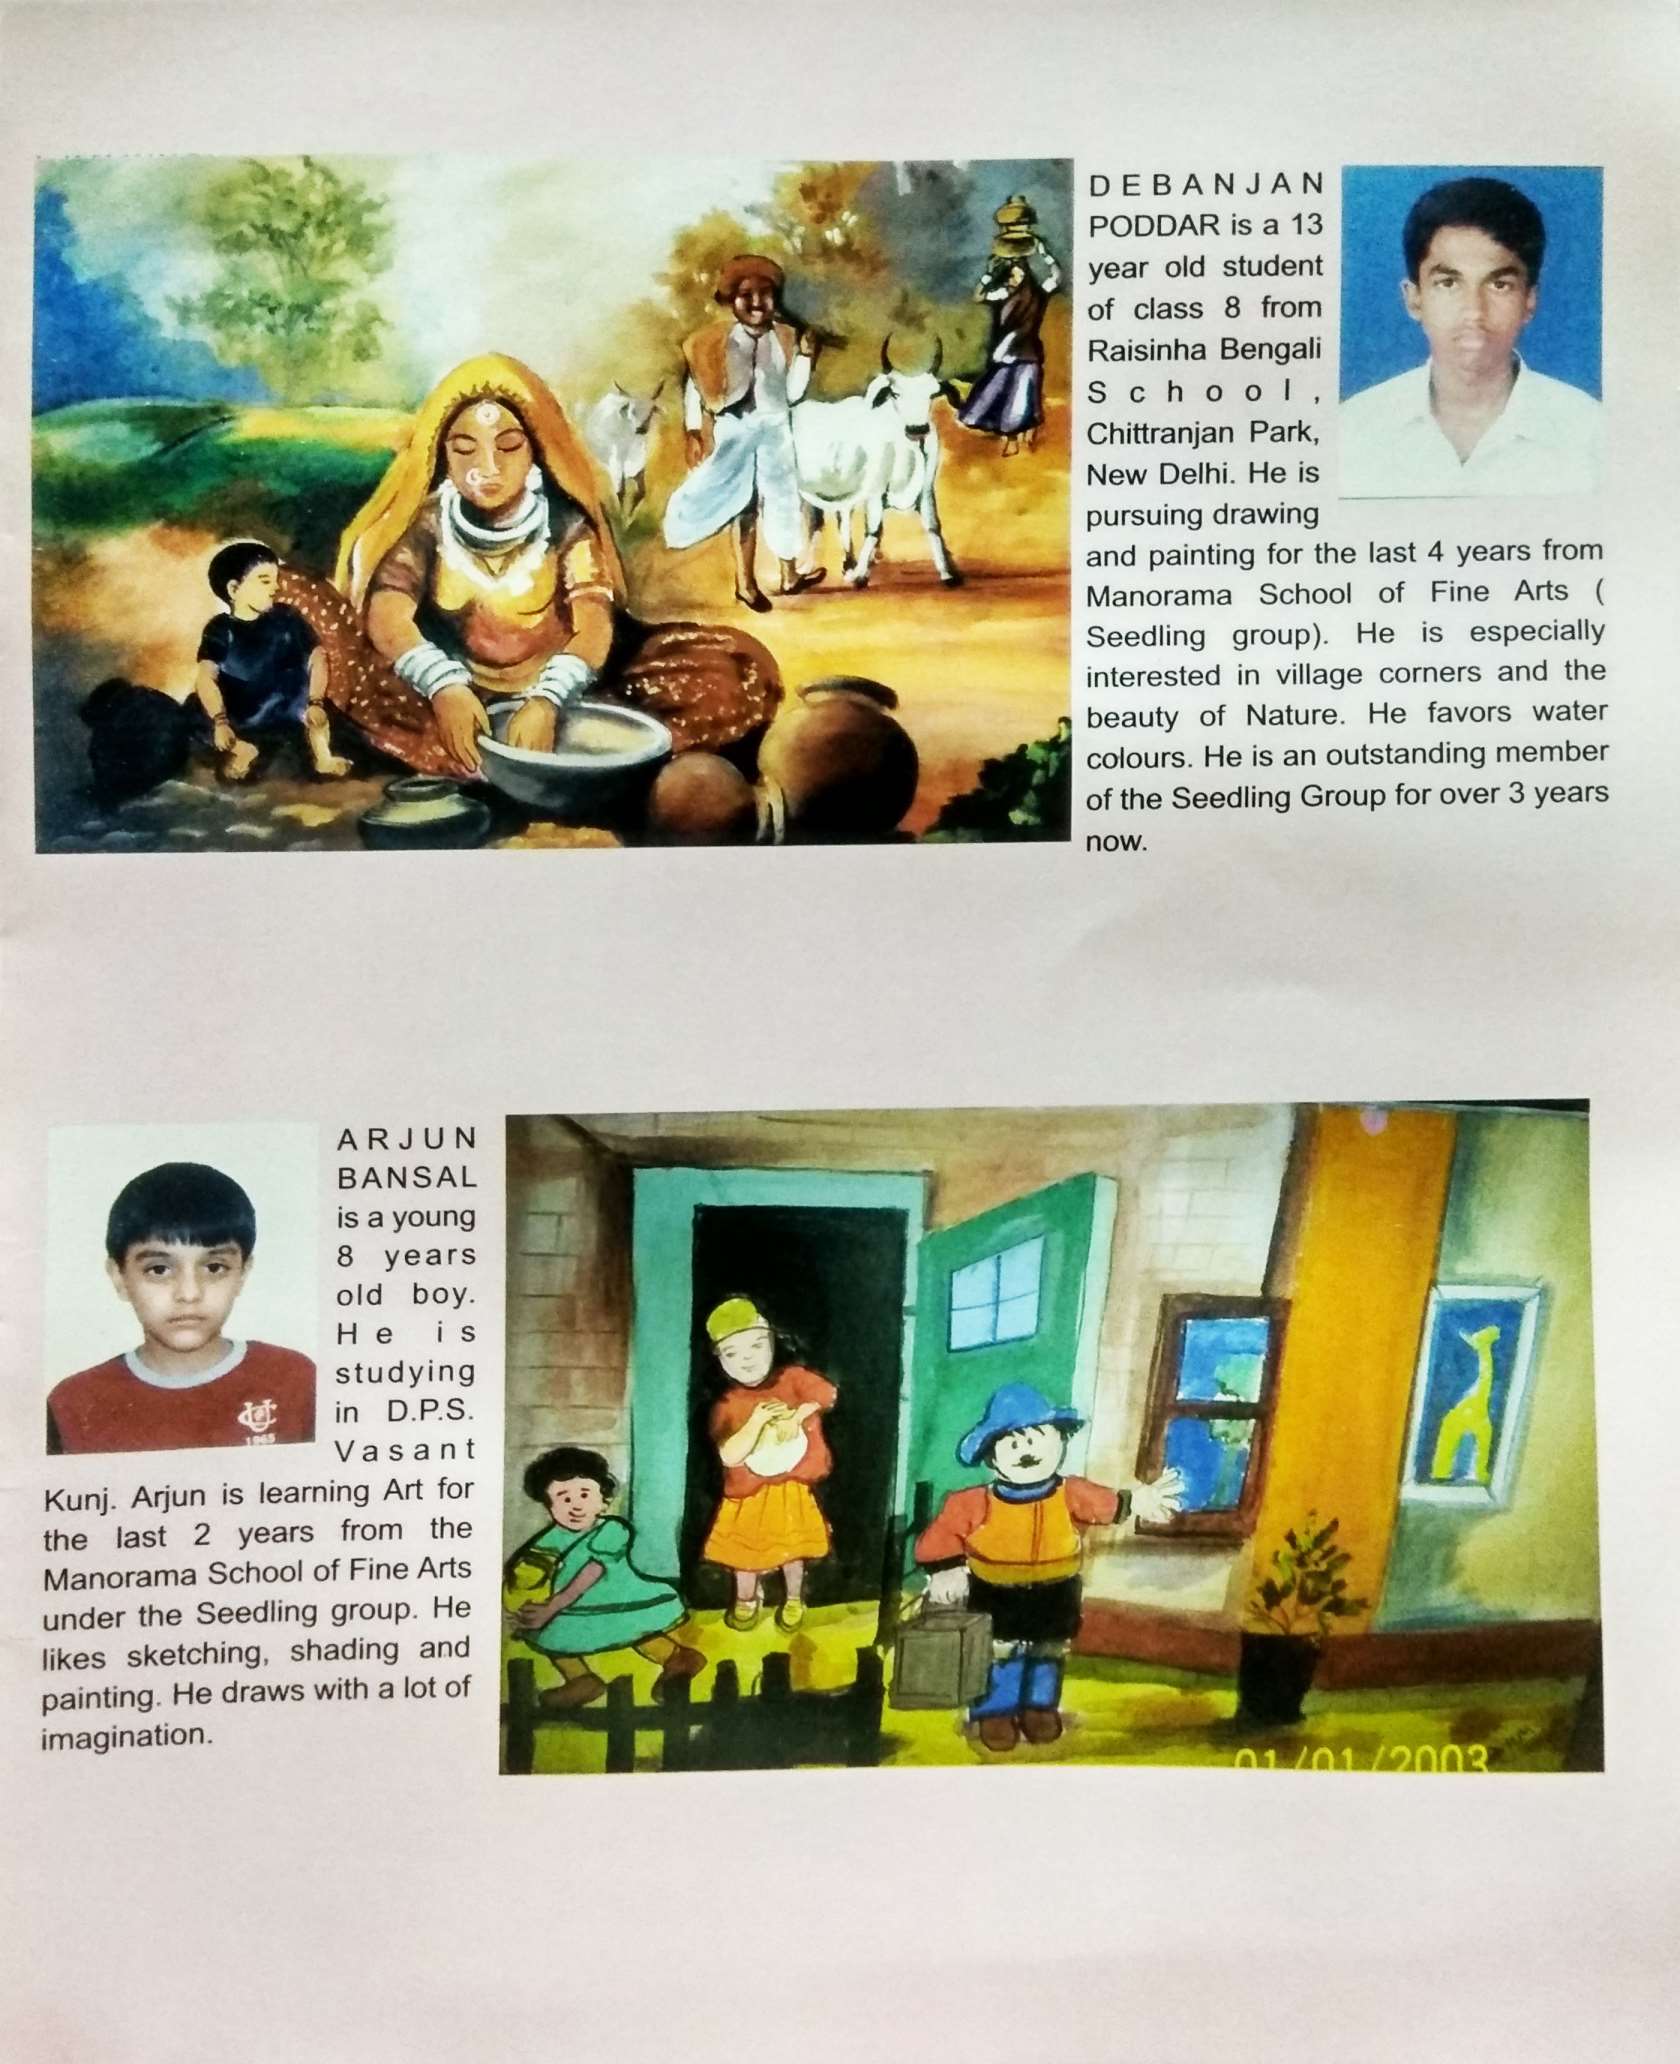 DEBANJAN
PODDAR is a 13
year old student
of class 8 from
Raisinha Bengali
School,
Chittranjan Park,
New Delhi. He is
pursuing drawing
and painting for the last 4 years from
Manorama School of Fine Arts (
Seedling group). He is especially
interested in village corners and the
beauty of Nature. He favors water
colours. He is an outstanding member
of the Seedling Group for over 3 years
now.
ARJUN
BANSAL
is a young
8 years
old boy.
He is
studying
in D.P.S.
Vasant
Kunj. Arjun is learning Art for
the last 2 years from the
Manorama School of Fine Arts
under the Seedling group. He
likes sketching, shading and
painting. He draws with a lot of
imagination.
1965
01/01/2003